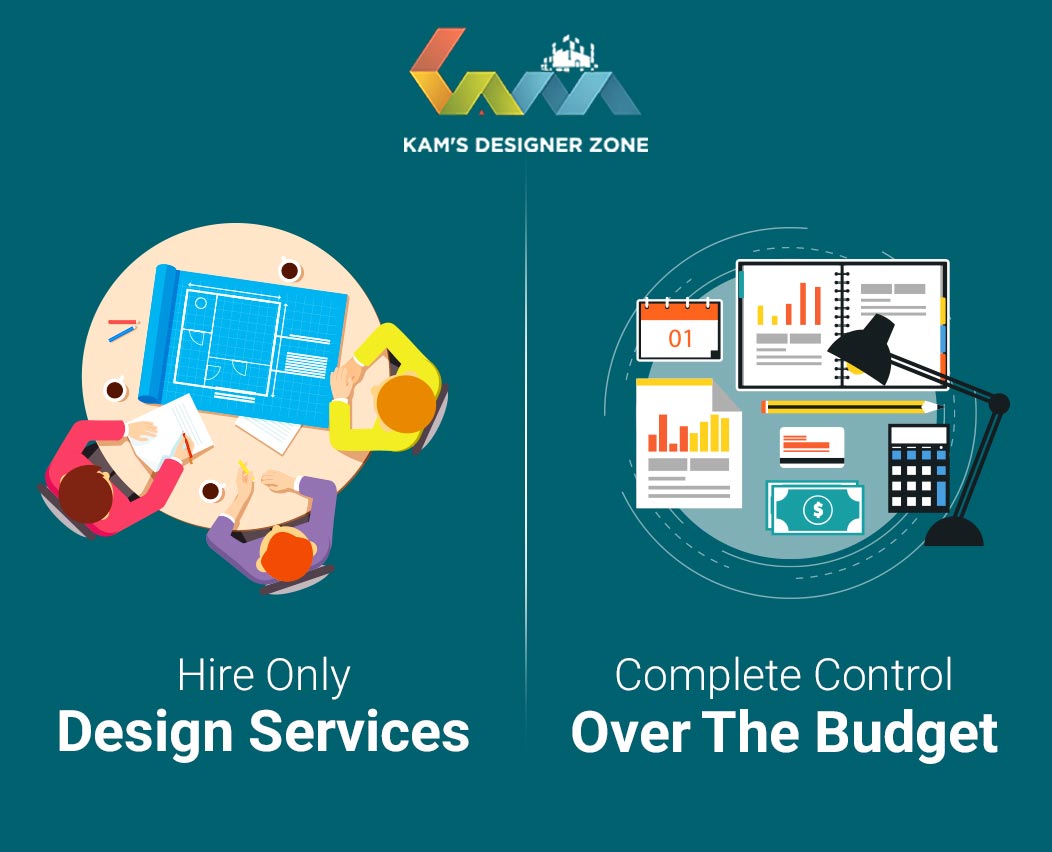 KAM'S DESIGNER ZONE
01
$
Hire Only
Design Services
Complete Control
Over The Budget